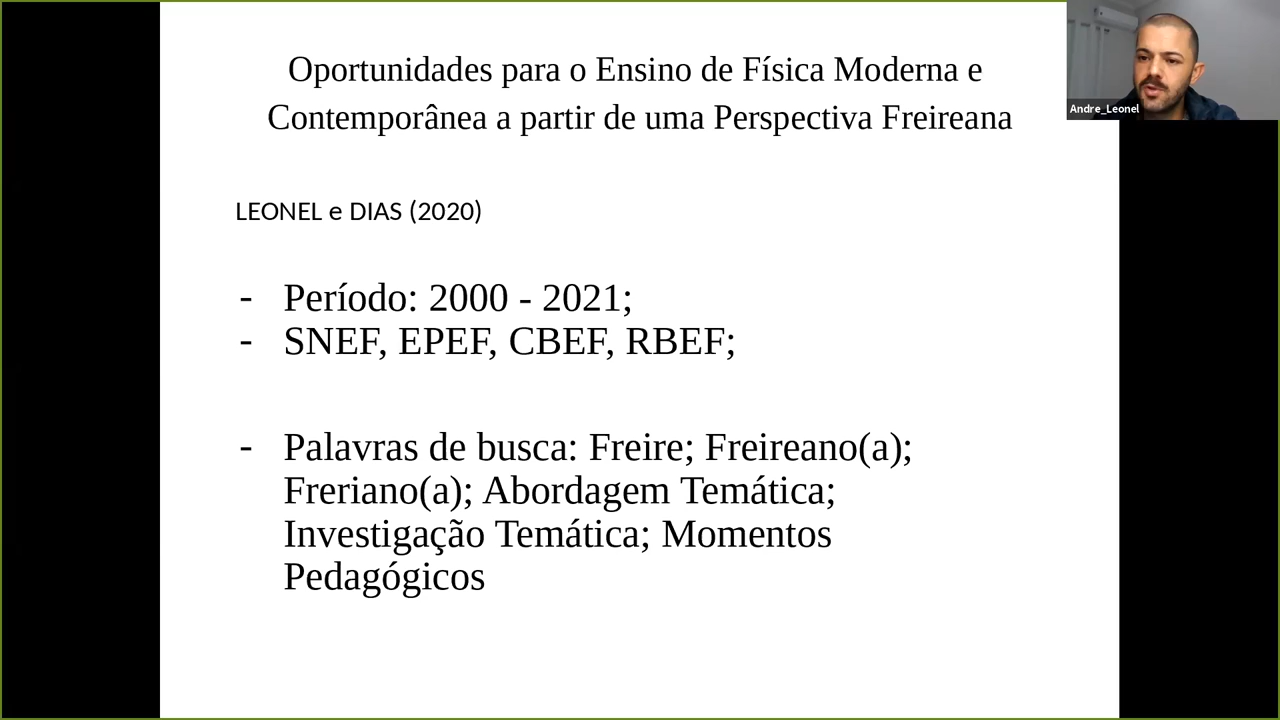 Oportunidades para o Ensino de Física Moderna e
Contemporânea a partir de uma Perspectiva Freireana
Andre_Leonel
LEONEL e DIAS (2020)
- Período: 2000 - 2021;
- SNEF, EPEF, CBEF, RBEF;
- Palavras de busca: Freire; Freireano(a);
Freriano(a); Abordagem Temática;
Investigação Temática; Momentos
Pedagógicos